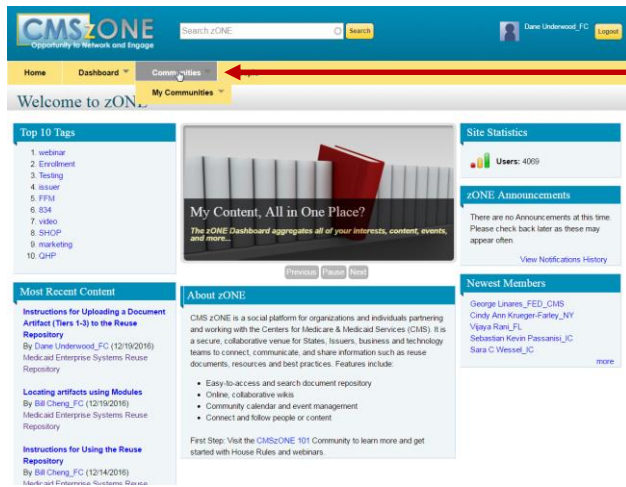 CMSzONE
Opportunity to Network and Engage
Search zONE
Search
Dane Underwood_FC
Logout
Home
Dashboard
Communities
My Communities
Welcome to zONE
Top 10 Tags
1. webinar
2. Enrollment
3. Testing
4. issuer
5. FFM
6. 834
7. video
8. SHOP
9. marketing
10. QHP
Most Recent Content
Instructions for Uploading a Document
Artifact (Tiers 1-3) to the Reuse
Repository
By Dane Underwood_FC (12/19/2016)
Medicaid Enterprise Systems Reuse
Repository
Locating artifacts using Modules
By Bill Cheng_FC (12/19/2016)
Medicaid Enterprise Systems Reuse
Repository
Instructions for Using the Reuse
Repository
By Bill Cheng_FC (12/14/2016)
Medicaid Enterprise Systems Reuse
My Content, All in One Place?
The zONE Dashboard aggregates all of your interests, content, events,
and more...
Previous Pause Next
About zONE
CMS zONE is a social platform for organizations and individuals partnering
and working with the Centers for Medicare & Medicaid Services (CMS). It is
a secure, collaborative venue for States, Issuers, business and technology
teams to connect, communicate, and share information such as reuse
documents, resources and best practices. Features include:
• Easy-to-access and search document repository
• Online, collaborative wikis
• Community calendar and event management
• Connect and follow people or content
First Step: Visit the CMSzONE 101 Community to learn more and get
started with House Rules and webinars.
Site Statistics
Users: 4069
zONE Announcements
There are no Announcements at this time.
Please check back later as these may
appear often.
View Notifications History
Newest Members
George Linares_FED_CMS
Cindy Ann Krueger-Farley_NY
Vijaya Rani_FL
Sebastian Kevin Passanisi_IC
Sara C Wessel_IC
more